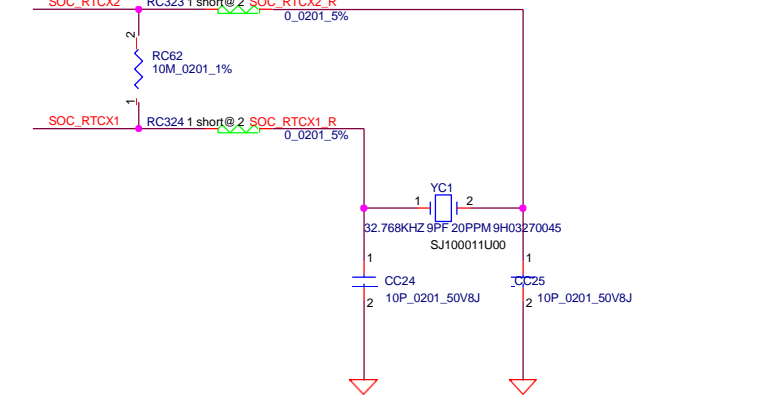 SOC_RTCX2 RC323 1 short@ 2 SOC_RTCX2_R
0_0201_5%
2
RC62
10M_0201_1%
1
SOC_RTCX1 RC324 1 short@ 2 SOC_RTCX1_R
0_0201_5%
YC1
1 2
32.768KHZ 9PF 20PPM 9H03270045
SJ100011U00
1 1
CC24 CC25
10P_0201_50V8J 10P_0201_50V8J
2 2